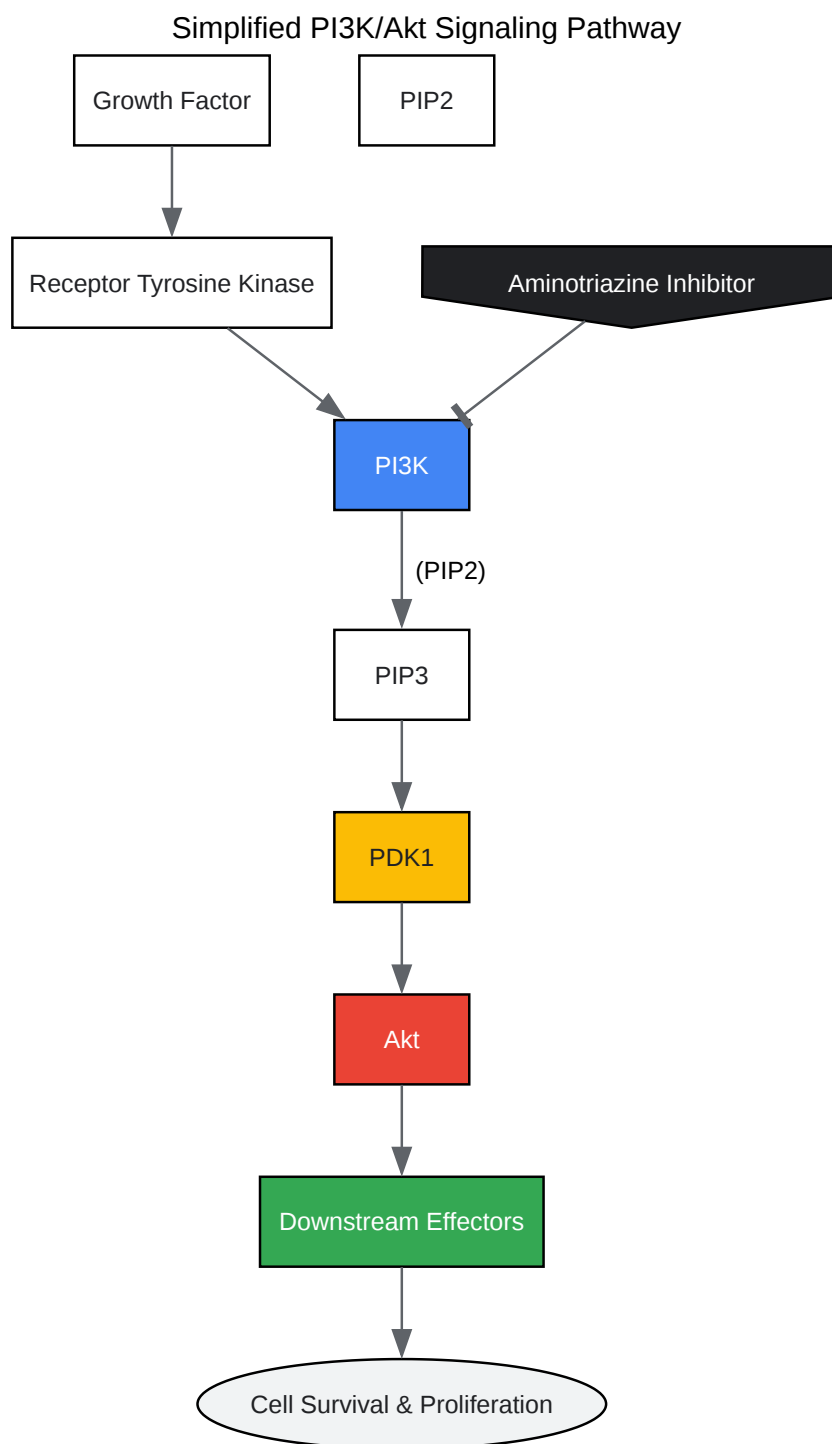 Simplified PI3K/Akt Signaling Pathway
Growth Factor
PIP2
Receptor Tyrosine Kinase
Aminotriazine Inhibitor
PI3K
(PIP2)
PIP3
PDK1
Akt
Downstream Effectors
Cell Survival & Proliferation